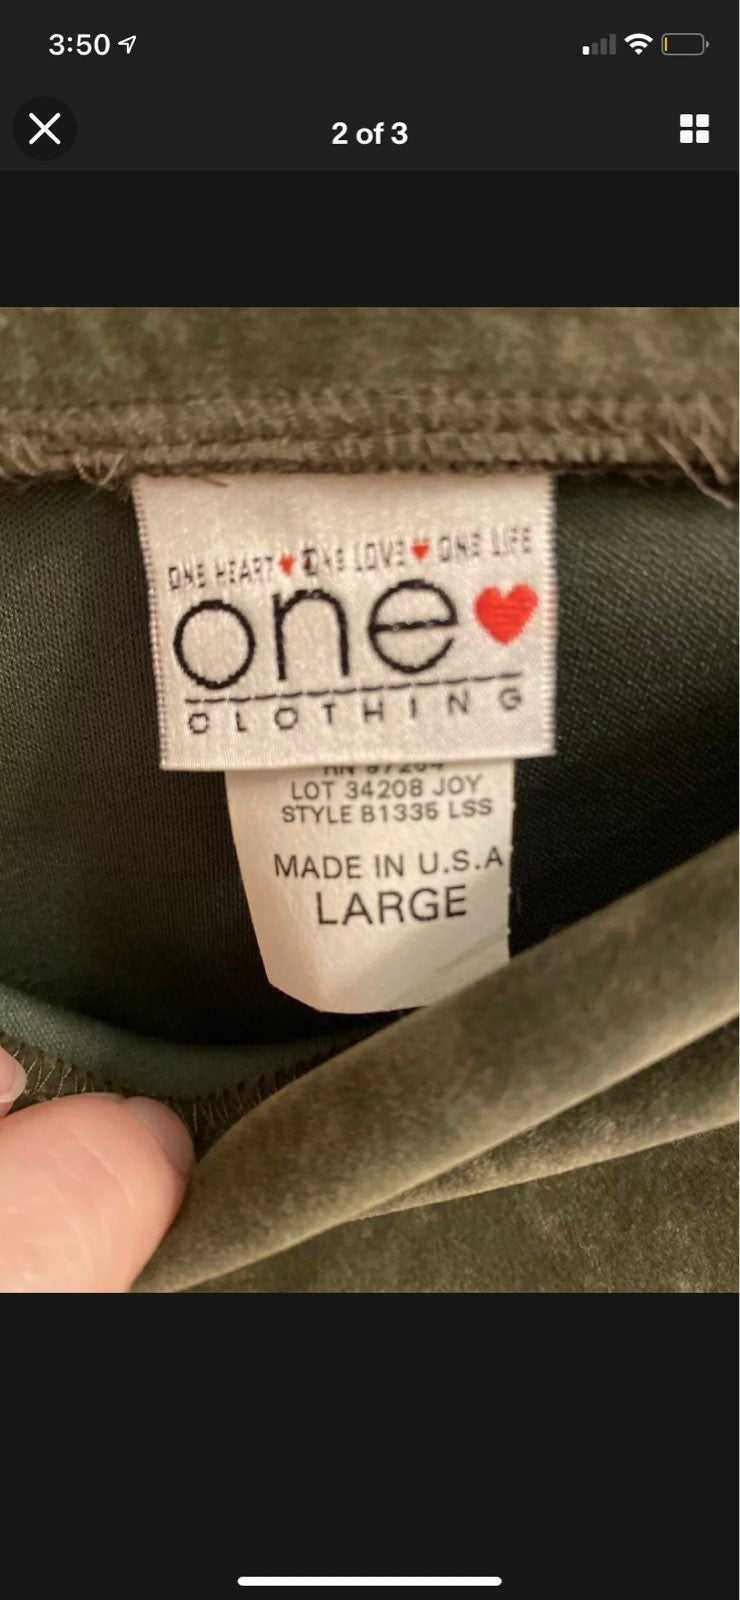 3:50
2 of 3
ONE HEART ♥ ONE LOVE ♥ ONE LIFE
one ♥
CLOTHING
LOT 34208 JOY
STYLE B1335 LSS
MADE IN U.S.A
LARGE